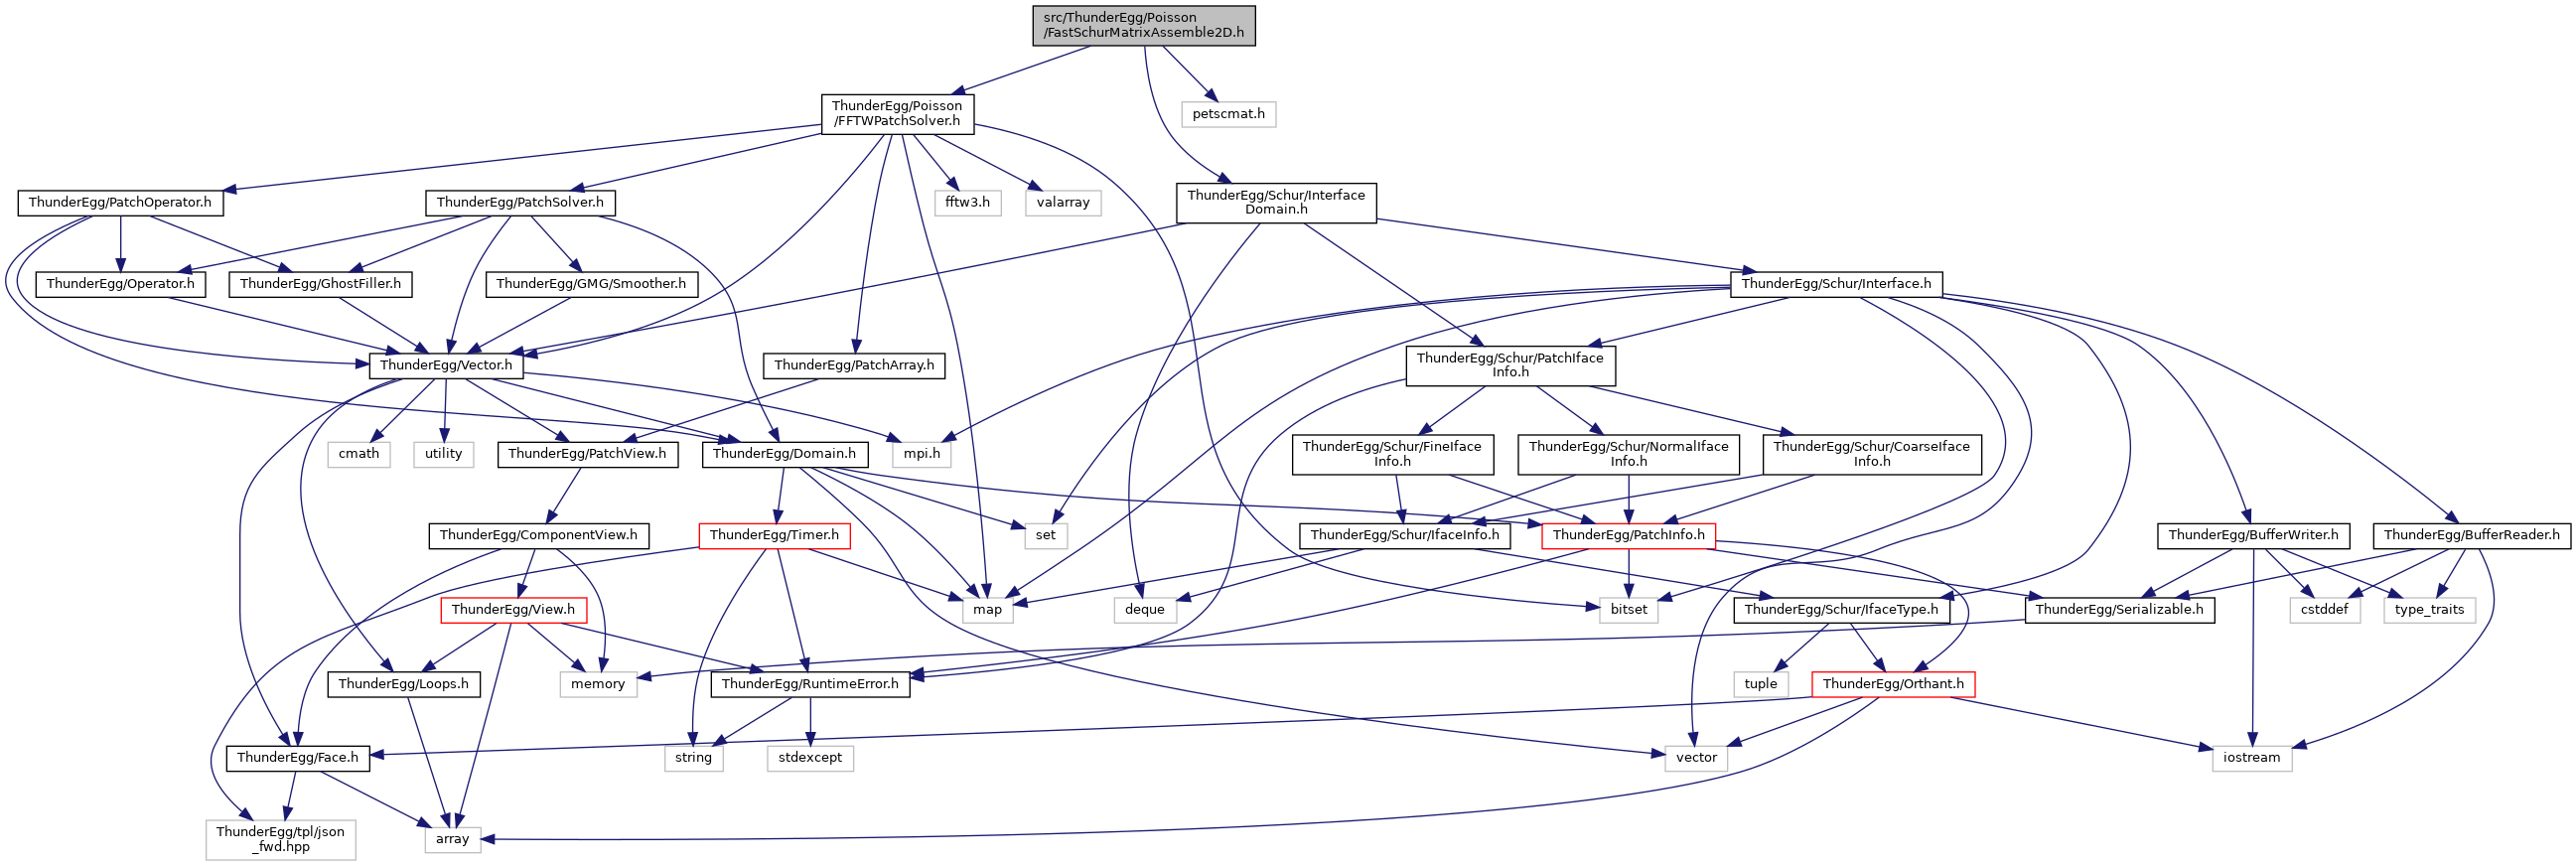 src/ThunderEgg/Poisson
/FastSchurMatrixAssemble2D.h
ThunderEgg/Poisson
/FFTWPatchSolver.h
petscmat.h
ThunderEgg/PatchOperator.h
ThunderEgg/PatchSolver.h
fftw3.h
valarray
ThunderEgg/Schur/Interface
Domain.h
ThunderEgg/Operator.h
ThunderEgg/GhostFiller.h
ThunderEgg/GMG/Smoother.h
ThunderEgg/Schur/Interface.h
ThunderEgg/Vector.h
ThunderEgg/PatchArray.h
ThunderEgg/Schur/PatchIface
Info.h
cmath
utility
ThunderEgg/PatchView.h
ThunderEgg/Domain.h
mpi.h
ThunderEgg/Schur/FineIface
Info.h
ThunderEgg/Schur/NormalIface
Info.h
ThunderEgg/Schur/CoarseIface
Info.h
ThunderEgg/ComponentView.h
ThunderEgg/Timer.h
set
ThunderEgg/Schur/IfaceInfo.h
ThunderEgg/PatchInfo.h
ThunderEgg/BufferWriter.h
ThunderEgg/BufferReader.h
ThunderEgg/View.h
map
deque
bitset
ThunderEgg/Schur/IfaceType.h
ThunderEgg/Serializable.h
cstddef
type_traits
ThunderEgg/Loops.h
memory
ThunderEgg/RuntimeError.h
tuple
ThunderEgg/Orthant.h
ThunderEgg/Face.h
string
stdexcept
vector
iostream
ThunderEgg/tpl/json
_fwd.hpp
array